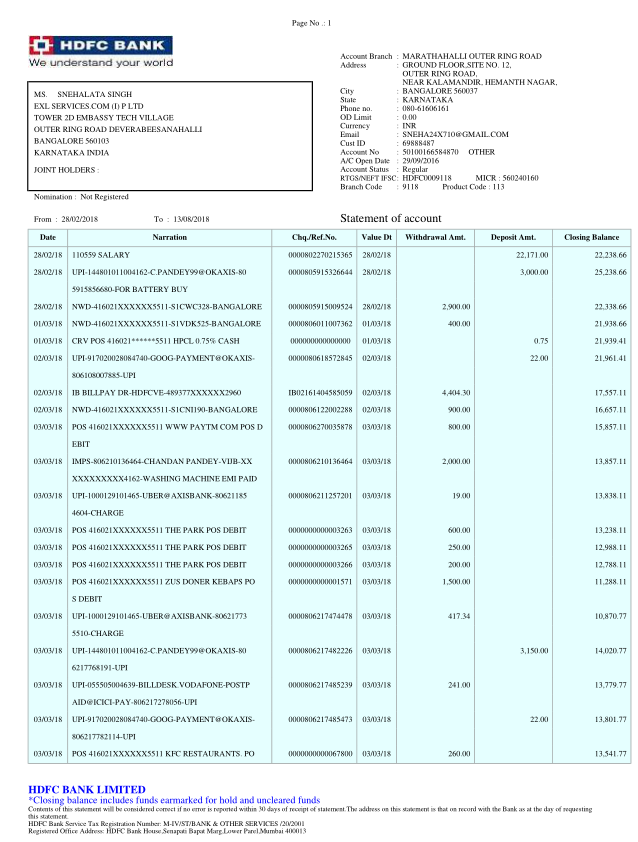 Page No .: 1
HDFC BANK
We understand your world
MS. SNEHALATA SINGH
EXL SERVICES.COM (I) P LTD
TOWER 2D EMBASSY TECH VILLAGE
OUTER RING ROAD DEVERABEESANAHALLI
BANGALORE 560103
KARNATAKA INDIA
JOINT HOLDERS :
Nomination : Not Registered
Account Branch : MARATHAHALLI OUTER RING ROAD
Address : GROUND FLOOR,SITE NO. 12,
OUTER RING ROAD,
NEAR KALAMANDIR, HEMANTH NAGAR,
City : BANGALORE 560037
State : KARNATAKA
Phone no. : 080-61606161
OD Limit : 0.00
Currency : INR
Email : SNEHA24X710@GMAIL.COM
Cust ID : 69888487
Account No : 50100166584870 OTHER
A/C Open Date : 29/09/2016
Account Status : Regular
RTGS/NEFT IFSC: HDFC0009118 MICR : 560240160
Branch Code : 9118 Product Code : 113
From : 28/02/2018 To : 13/08/2018 Statement of account
Date Narration Chq./Ref.No. Value Dt Withdrawal Amt. Deposit Amt. Closing Balance
28/02/18 110559 SALARY 0000802270215365 28/02/18 22,171.00 22,238.66
28/02/18 UPI-144801011004162-C.PANDEY99@OKAXIS-80 0000805915326644 28/02/18 3,000.00 25,238.66
5915856680-FOR BATTERY BUY
28/02/18 NWD-416021XXXXXX5511-S1CWC328-BANGALORE 0000805915009524 28/02/18 2,900.00 22,338.66
01/03/18 NWD-416021XXXXXX5511-S1VDK525-BANGALORE 0000806011007362 01/03/18 400.00 21,938.66
01/03/18 CRV POS 416021******5511 HPCL 0.75% CASH 0000000000000000 01/03/18 0.75 21,939.41
02/03/18 UPI-917020028084740-GOOG-PAYMENT@OKAXIS- 0000806185728​45 02/03/18 22.00 21,961.41
806108007885-UPI
02/03/18 IB BILLPAY DR-HDFCVE-489377XXXXXX2960 IB02161404585059 02/03/18 4,404.30 17,557.11
02/03/18 NWD-416021XXXXXX5511-S1CNI190-BANGALORE 0000806122002288 02/03/18 900.00 16,657.11
03/03/18 POS 416021XXXXXX5511 WWW PAYTM COM POS D 0000806270035878 03/03/18 800.00 15,857.11
EBIT
03/03/18 IMPS-806210136464-CHANDAN PANDEY-VIJB-XX 0000806210136464 03/03/18 2,000.00 13,857.11
XXXXXXXXX4162-WASHING MACHINE EMI PAID
03/03/18 UPI-1000129101465-UBER@AXISBANK-80621185 0000806211257201 03/03/18 19.00 13,838.11
4604-CHARGE
03/03/18 POS 416021XXXXXX5511 THE PARK POS DEBIT 0000000000003263 03/03/18 600.00 13,238.11
03/03/18 POS 416021XXXXXX5511 THE PARK POS DEBIT 0000000000003265 03/03/18 250.00 12,988.11
03/03/18 POS 416021XXXXXX5511 THE PARK POS DEBIT 0000000000003266 03/03/18 200.00 12,788.11
03/03/18 POS 416021XXXXXX5511 ZUS DONER KEBAPS PO 0000000000001571 03/03/18 1,500.00 11,288.11
S DEBIT
03/03/18 UPI-1000129101465-UBER@AXISBANK-80621773 0000806217474478 03/03/18 417.34 10,870.77
5510-CHARGE
03/03/18 UPI-144801011004162-C.PANDEY99@OKAXIS-80 0000806217482226 03/03/18 3,150.00 14,020.77
6217768191-UPI
03/03/18 UPI-055505004639-BILLDESK.VODAFONE-POSTP 0000806217485239 03/03/18 241.00 13,779.77
AID@ICICI-PAY-806217278056-UPI
03/03/18 UPI-917020028084740-GOOG-PAYMENT@OKAXIS- 0000806217485473 03/03/18 22.00 13,801.77
806217782114-UPI
03/03/18 POS 416021XXXXXX5511 KFC RESTAURANTS. PO 0000000000067800 03/03/18 260.00 13,541.77
HDFC BANK LIMITED
*Closing balance includes funds earmarked for hold and uncleared funds
Contents of this statement will be considered correct if no error is reported within 30 days of receipt of statement.The address on this statement is that on record with the Bank as at the day of requesting
this statement.
HDFC Bank Service Tax Registration Number: M-IV/ST/BANK & OTHER SERVICES /20/2001
Registered Office Address: HDFC Bank House,Senapati Bapat Marg,Lower Parel,Mumbai 400013